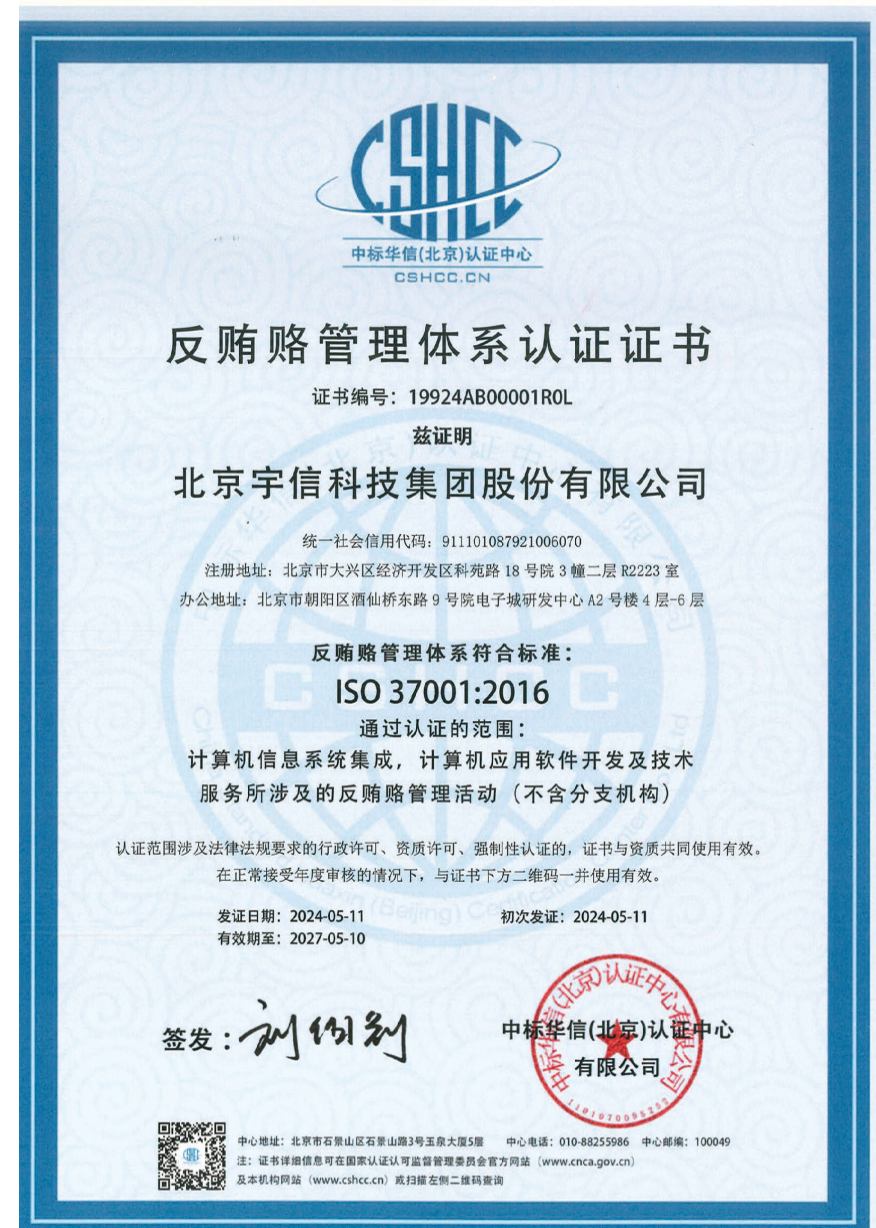 CSHCC
中标华信(北京)认证中心
CSHCC.CN
反贿赂管理体系认证证书
证书编号：19924AB00001R0L
兹证明
北京宇信科技集团股份有限公司
统一社会信用代码：911101087921006070
注册地址：北京市大兴区经济开发区科苑路 18 号院 3 幢二层 R2223 室
办公地址：北京市朝阳区酒仙桥东路 9 号院电子城研发中心 A2 号楼 4 层-6 层
反贿赂管理体系符合标准：
ISO 37001:2016
通过认证的范围：
计算机信息系统集成，计算机应用软件开发及技术
服务所涉及的反贿赂管理活动（不含分支机构）
认证范围涉及法律法规要求的行政许可、资质许可、强制性认证的，证书与资质共同使用有效。
在正常接受年度审核的情况下，与证书下方二维码一并使用有效。
发证日期：2024-05-11 初次发证：2024-05-11
有效期至：2027-05-10
签发：
中标华信(北京)认证中心
有限公司
中标华信(北京)认证中心有限公司
1101070095202
中心地址：北京市石景山区石景山路3号玉泉大厦5层 中心电话：010-88255986 中心邮编：100049
注：证书详细信息可在国家认证认可监督管理委员会官方网站（www.cnca.gov.cn）
及本机构网站（www.cshcc.cn）或扫描左侧二维码查询